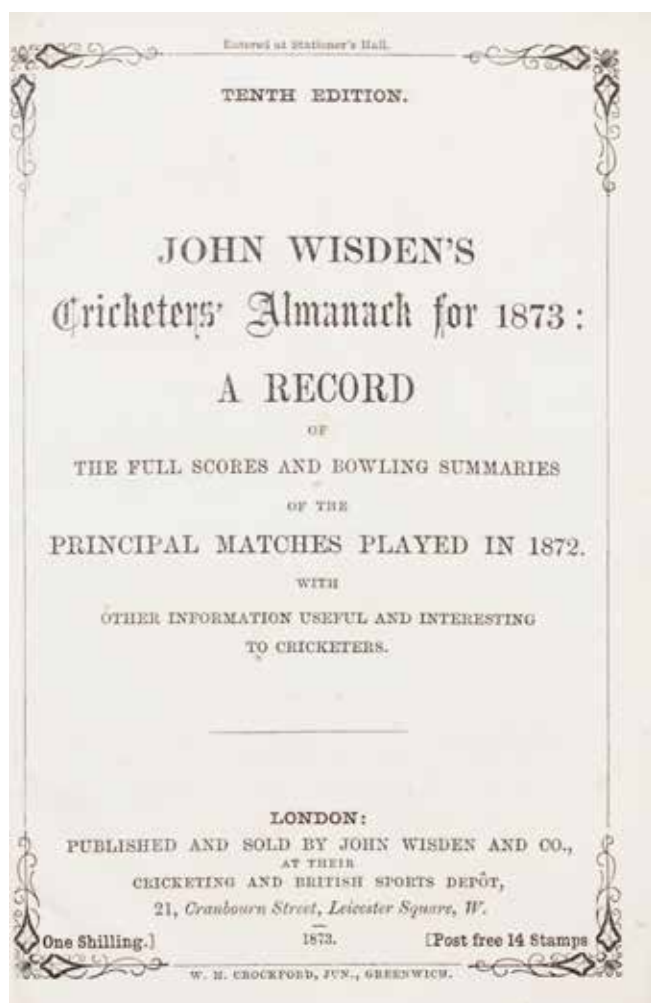 Entered at Stationer's Hall.
TENTH EDITION.
JOHN WISDEN'S
Cricketers' Almanack for 1873:
A RECORD
OF
THE FULL SCORES AND BOWLING SUMMARIES
OF THE
PRINCIPAL MATCHES PLAYED IN 1872.
WITH
OTHER INFORMATION USEFUL AND INTERESTING
TO CRICKETERS.
LONDON:
PUBLISHED AND SOLD BY JOHN WISDEN AND CO.,
AT THEIR
CRICKETING AND BRITISH SPORTS DEPÔT,
21, Cranbourn Street, Leicester Square, W.
One Shilling.] 1873. [Post free 14 Stamps
W. H. CROCKFORD, JUN., GREENWICH.